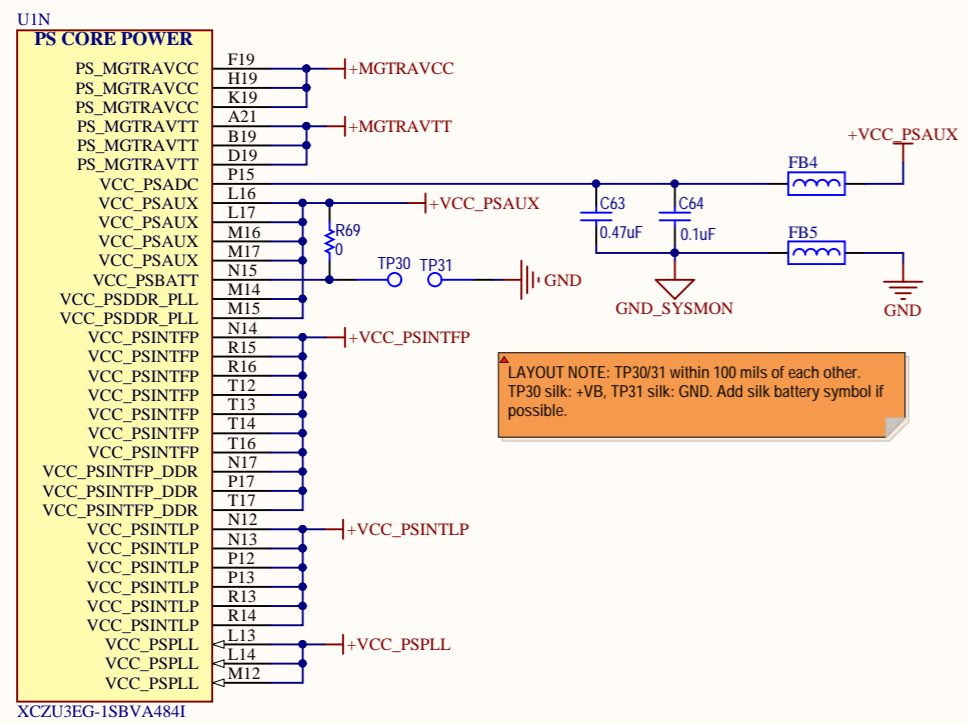 U1N
PS CORE POWER
PS_MGTRAVCC F19 +MGTRAVCC
PS_MGTRAVCC H19
PS_MGTRAVCC K19
PS_MGTRAVTT A21 +MGTRAVTT
PS_MGTRAVTT B19
PS_MGTRAVTT D19
VCC_PSADC P15
VCC_PSAUX L16 +VCC_PSAUX
VCC_PSAUX L17
VCC_PSAUX M16
VCC_PSAUX M17
VCC_PSBATT N15
VCC_PSDDR_PLL M14
VCC_PSDDR_PLL M15
VCC_PSINTFP N14 +VCC_PSINTFP
VCC_PSINTFP R15
VCC_PSINTFP R16
VCC_PSINTFP T12
VCC_PSINTFP T13
VCC_PSINTFP T14
VCC_PSINTFP T16
VCC_PSINTFP_DDR N17
VCC_PSINTFP_DDR P17
VCC_PSINTFP_DDR T17
VCC_PSINTLP N12 +VCC_PSINTLP
VCC_PSINTLP N13
VCC_PSINTLP P12
VCC_PSINTLP P13
VCC_PSINTLP R13
VCC_PSINTLP R14
VCC_PSPLL L13 +VCC_PSPLL
VCC_PSPLL L14
VCC_PSPLL M12
XCZU3EG-1SBVA484I
R69
0
TP30
TP31
GND
C63
0.47uF
C64
0.1uF
GND_SYSMON
FB4
+VCC_PSAUX
FB5
GND
LAYOUT NOTE: TP30/31 within 100 mils of each other.
TP30 silk: +VB, TP31 silk: GND. Add silk battery symbol if
possible.